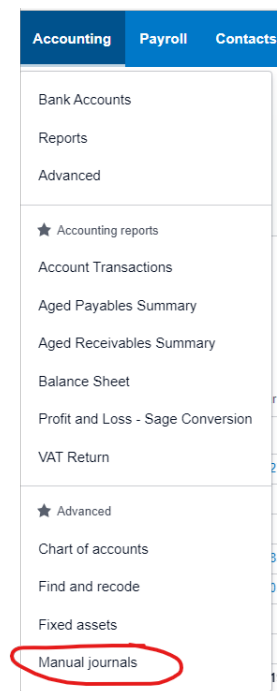 Accounting Payroll Contacts
Bank Accounts
Reports
Advanced
Accounting reports
Account Transactions
Aged Payables Summary
Aged Receivables Summary
Balance Sheet
Profit and Loss - Sage Conversion
VAT Return
Advanced
Chart of accounts
Find and recode
Fixed assets
Manual journals